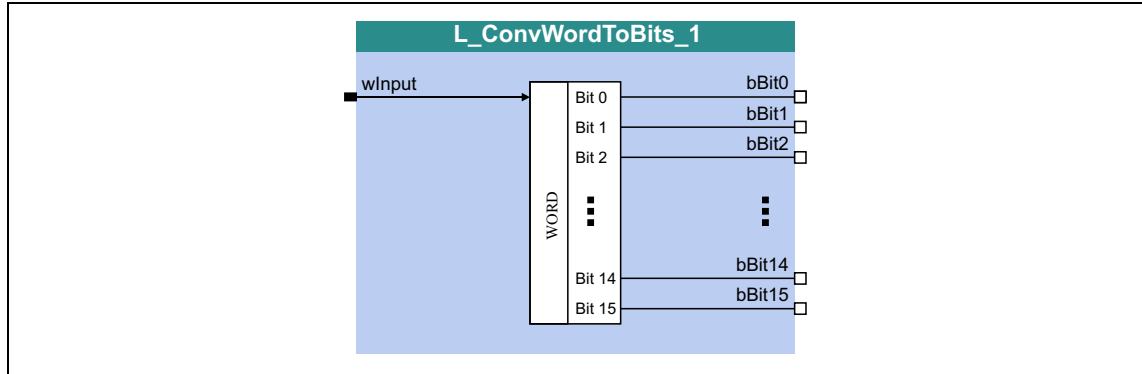 L_ConvWordToBits_1
wInput
WORD
Bit 0
bBit0
Bit 1
bBit1
Bit 2
bBit2
Bit 14
bBit14
Bit 15
bBit15